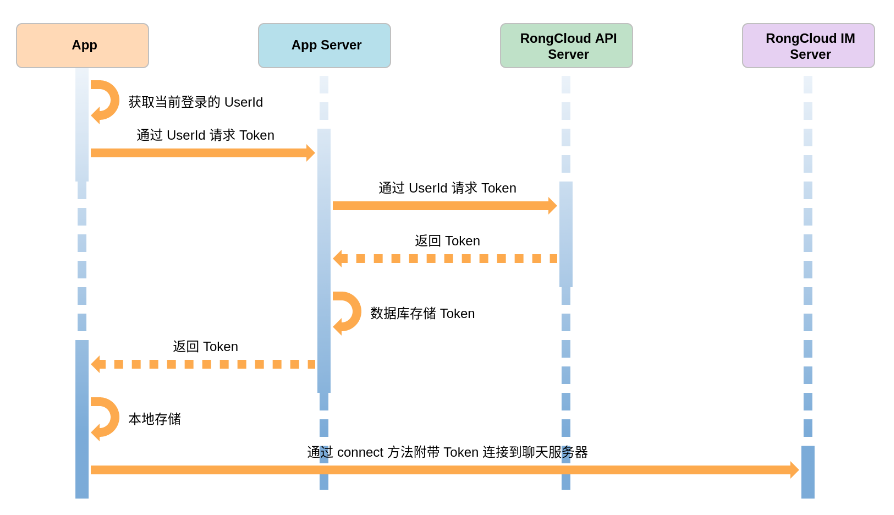 App
App Server
RongCloud API
Server
RongCloud IM
Server
获取当前登录的 UserId
通过 UserId 请求 Token
通过 UserId 请求 Token
返回 Token
数据库存储 Token
返回 Token
本地存储
通过 connect 方法附带 Token 连接到聊天服务器